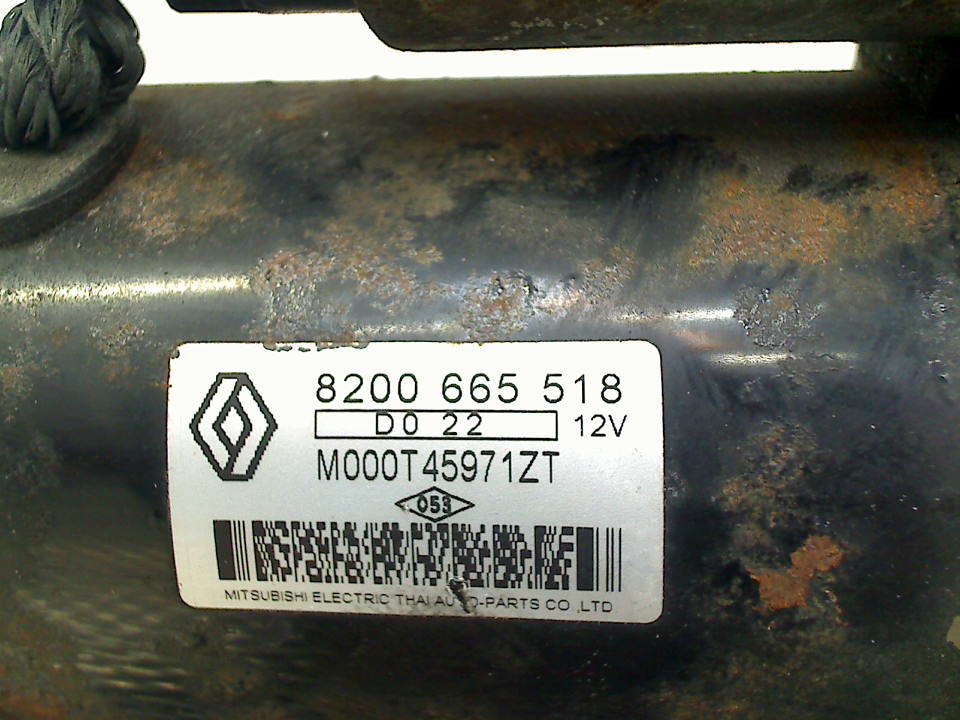 8200 665 518
D0 22
12V
M000T45971ZT
053
MITSUBISHI ELECTRIC THAI AUTO-PARTS CO.,LTD